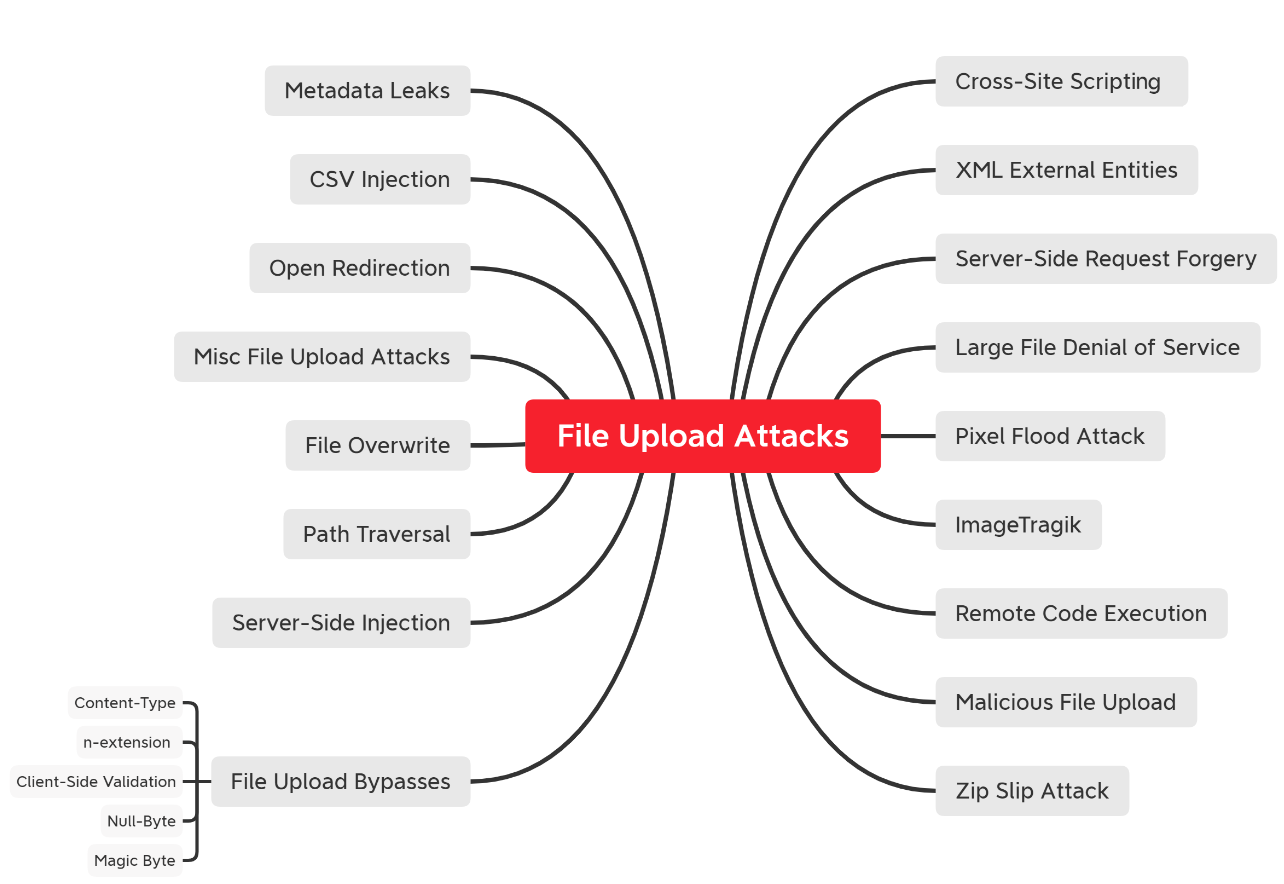 File Upload Attacks
Cross-Site Scripting
XML External Entities
Server-Side Request Forgery
Large File Denial of Service
Pixel Flood Attack
ImageTragik
Remote Code Execution
Malicious File Upload
Zip Slip Attack
Metadata Leaks
CSV Injection
Open Redirection
Misc File Upload Attacks
File Overwrite
Path Traversal
Server-Side Injection
File Upload Bypasses
Content-Type
n-extension
Client-Side Validation
Null-Byte
Magic Byte